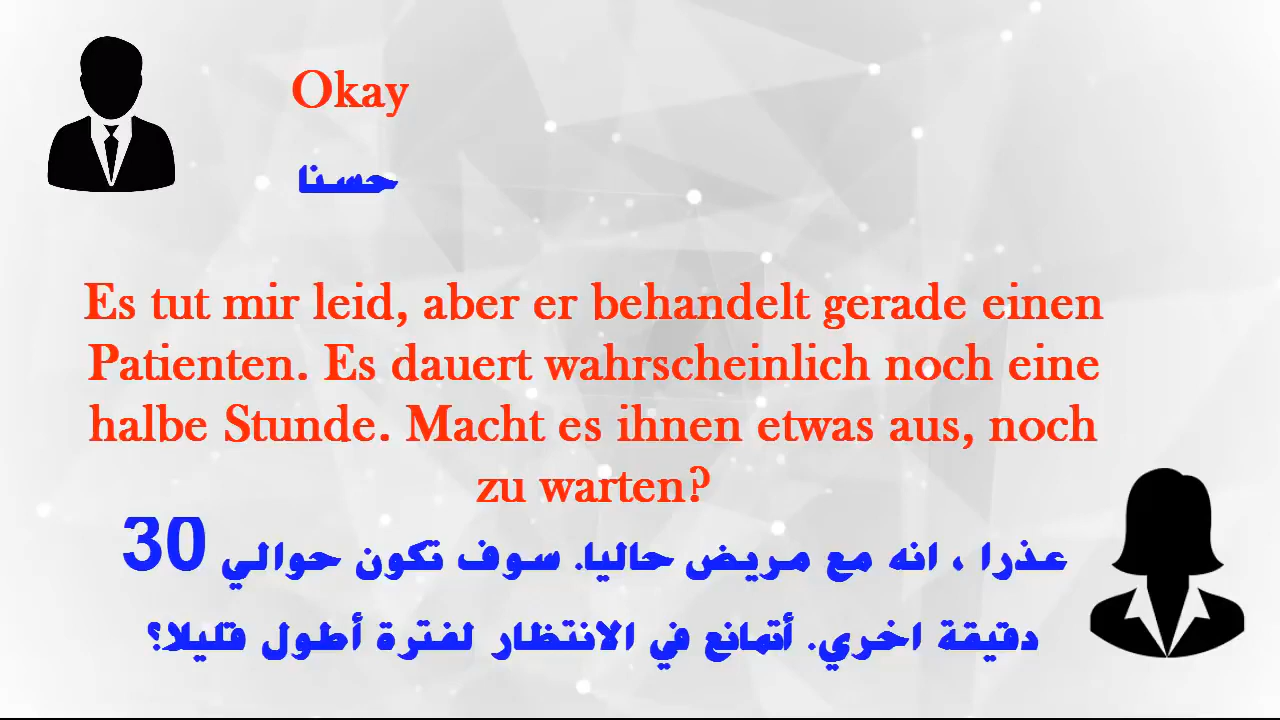 Okay
حسنا
Es tut mir leid, aber er behandelt gerade einen
Patienten. Es dauert wahrscheinlich noch eine
halbe Stunde. Macht es ihnen etwas aus, noch
zu warten?
عذرا ، انه مع مريض حاليا. سوف تكون حوالي 30
دقيقة اخري. أتمانع في الانتظار لفترة أطول قليلا؟